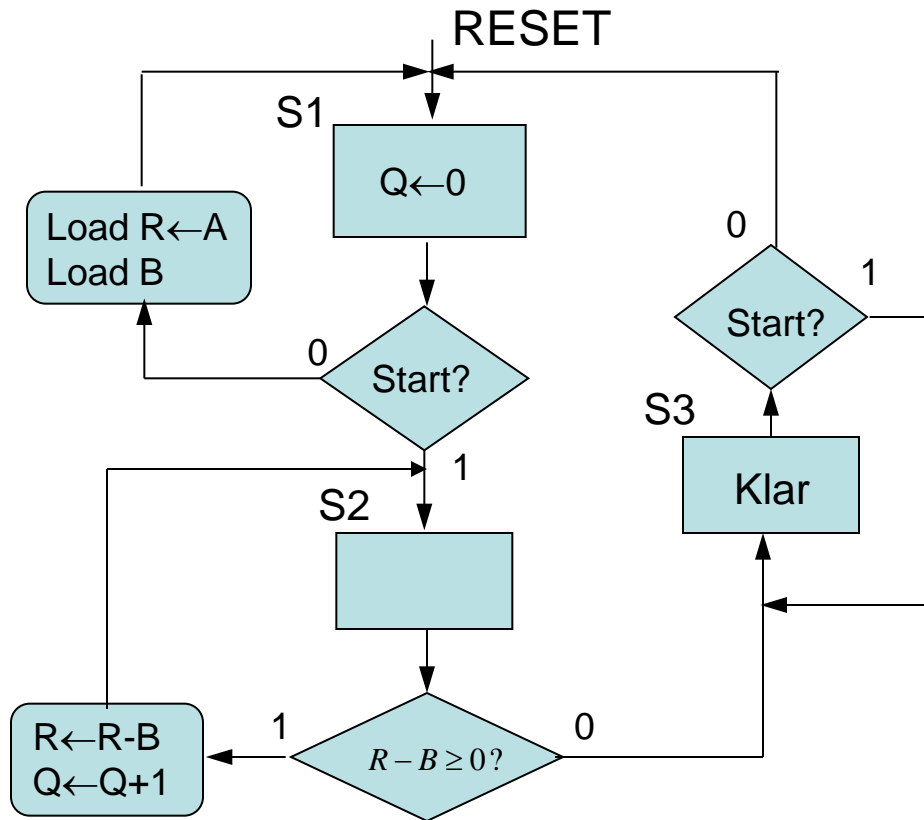 RESET
S1
Q←0
Load R←A
Load B
0
Start?
1
0
Start?
1
S3
Klar
S2
R←R-B
Q←Q+1
1
R – B ≥ 0 ?
0